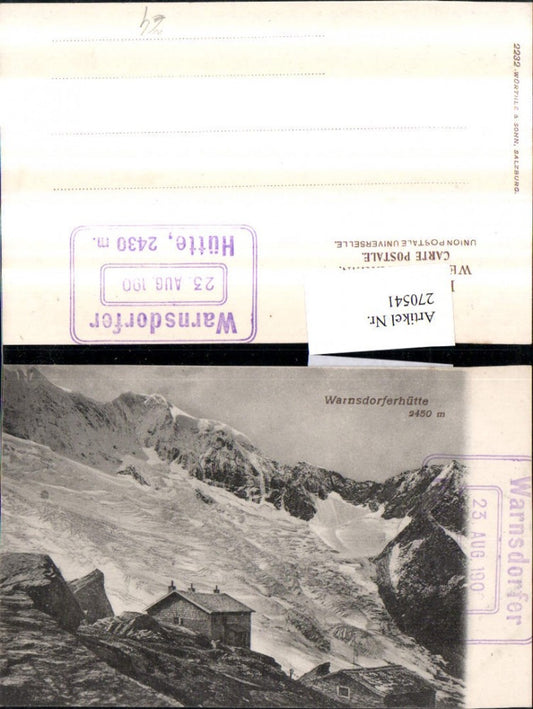 24
2232 WÜRTHLE & SOHN, SALZBURG.
UNION POSTALE UNIVERSELLE.
CARTE POSTALE.
Artikel Nr.
270541
Warnsdorfer
23. AUG. 190
Hütte, 2430 m.
Warnsdorferhütte
2450 m
Warnsdorfer
23 AUG 190